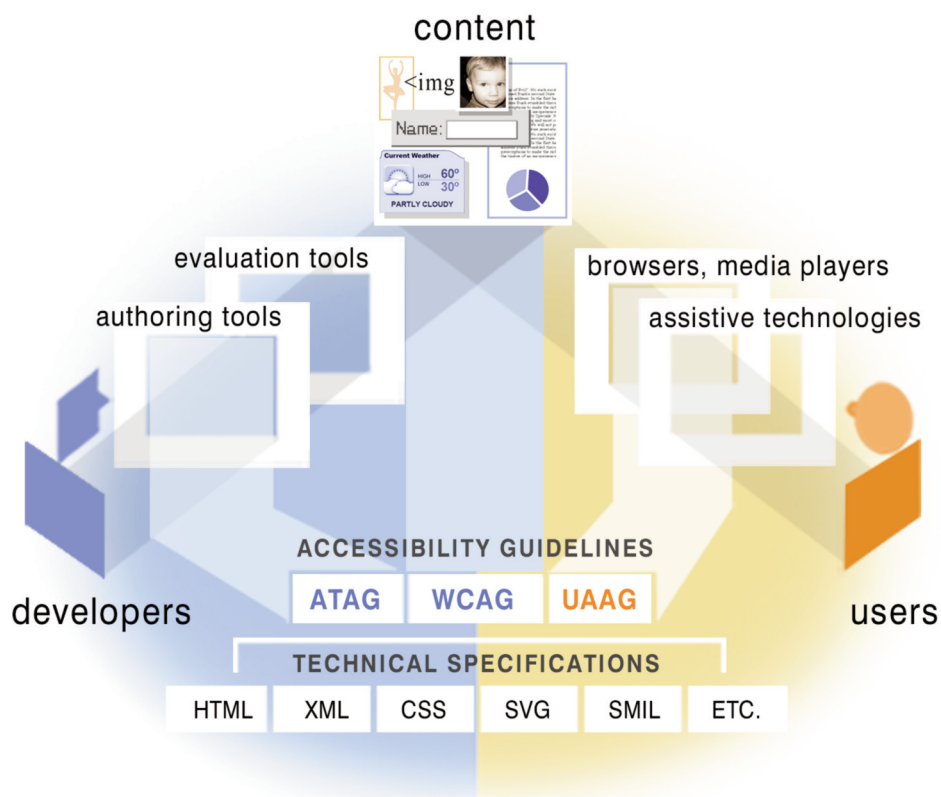 content
<img
Name:
Current Weather
HIGH 60°
LOW 30°
PARTLY CLOUDY
evaluation tools
browsers, media players
authoring tools
assistive technologies
ACCESSIBILITY GUIDELINES
ATAG WCAG UAAG
developers
users
TECHNICAL SPECIFICATIONS
HTML XML CSS SVG SMIL ETC.